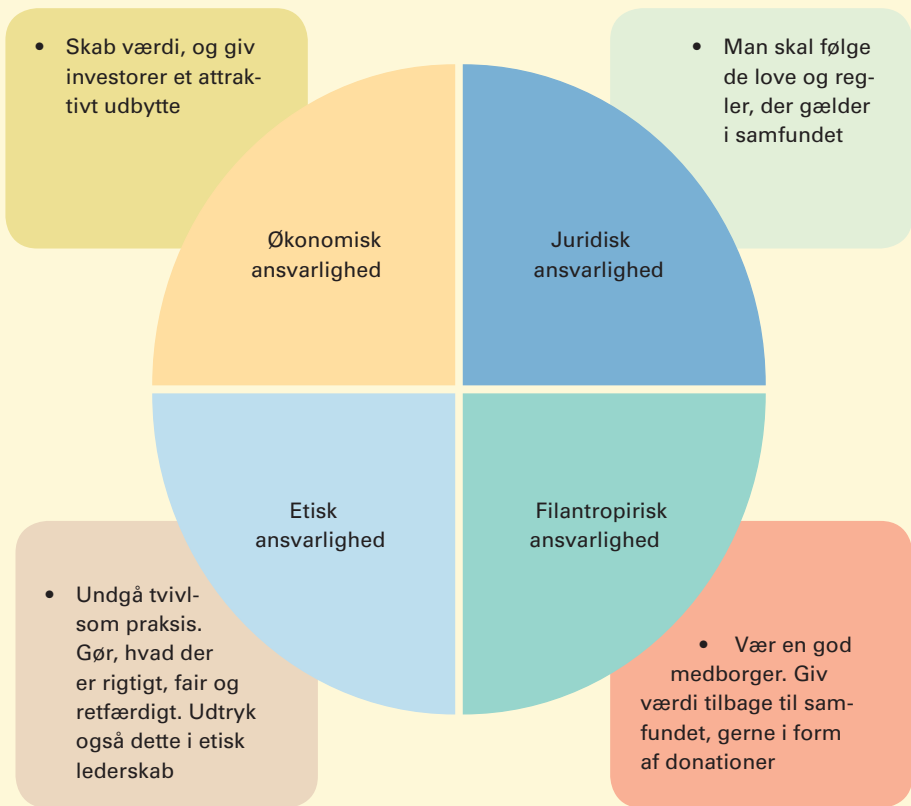 • Skab værdi, og giv
investorer et attrak-
tivt udbytte
• Man skal følge
de love og reg-
ler, der gælder
i samfundet
Økonomisk
ansvarlighed
Juridisk
ansvarlighed
Etisk
ansvarlighed
Filantropirisk
ansvarlighed
• Undgå tvivl-
som praksis.
Gør, hvad der
er rigtigt, fair og
retfærdigt. Udtryk
også dette i etisk
lederskab
• Vær en god
medborger. Giv
værdi tilbage til sam-
fundet, gerne i form
af donationer